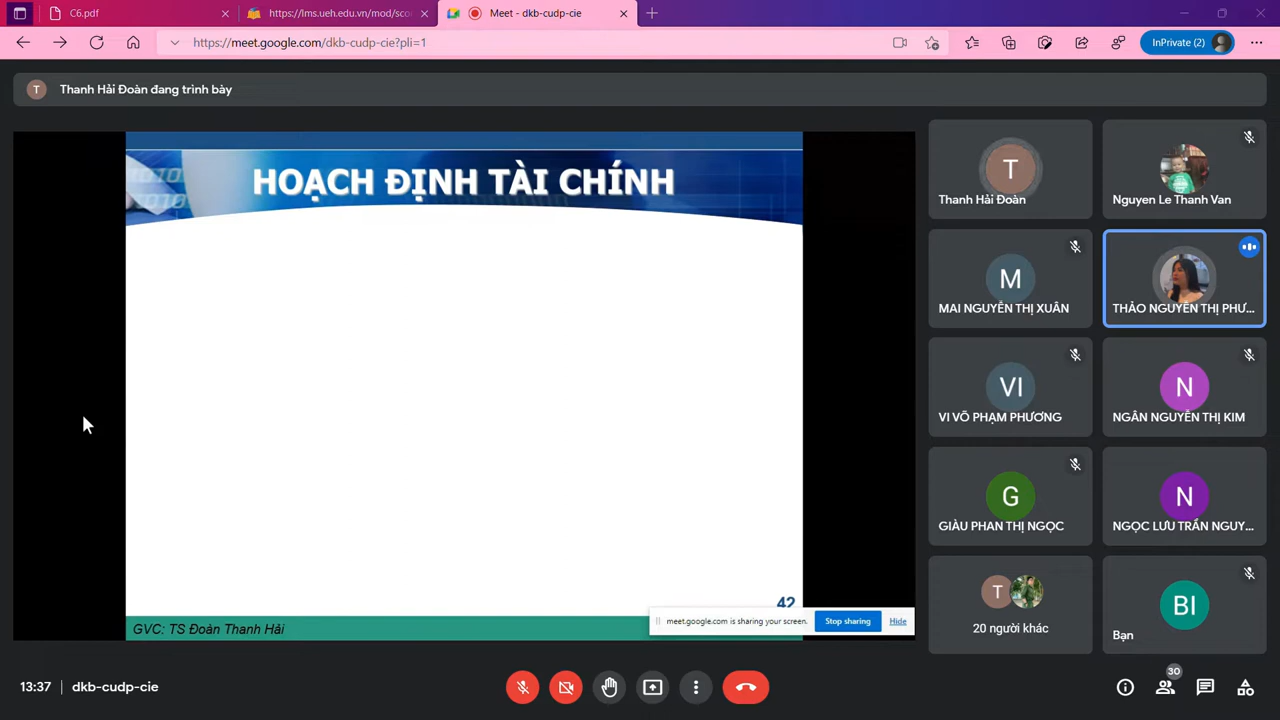 C6.pdf
https://lms.ueh.edu.vn/mod/sco
Meet - dkb-cudp-cie
https://meet.google.com/dkb-cudp-cie?pli=1
InPrivate (2)
T
Thanh Hải Đoàn đang trình bày
HOẠCH ĐỊNH TÀI CHÍNH
42
GVC: TS Đoàn Thanh Hải
meet.google.com is sharing your screen.
Stop sharing
Hide
T
Thanh Hải Đoàn
Nguyen Le Thanh Van
M
MAI NGUYỄN THỊ XUÂN
THẢO NGUYỄN THỊ PHƯ...
VI
VI VÕ PHẠM PHƯƠNG
N
NGÂN NGUYỄN THỊ KIM
G
GIÀU PHAN THỊ NGỌC
N
NGỌC LƯU TRẦN NGUY...
T
20 người khác
BI
Bạn
13:37
dkb-cudp-cie
30